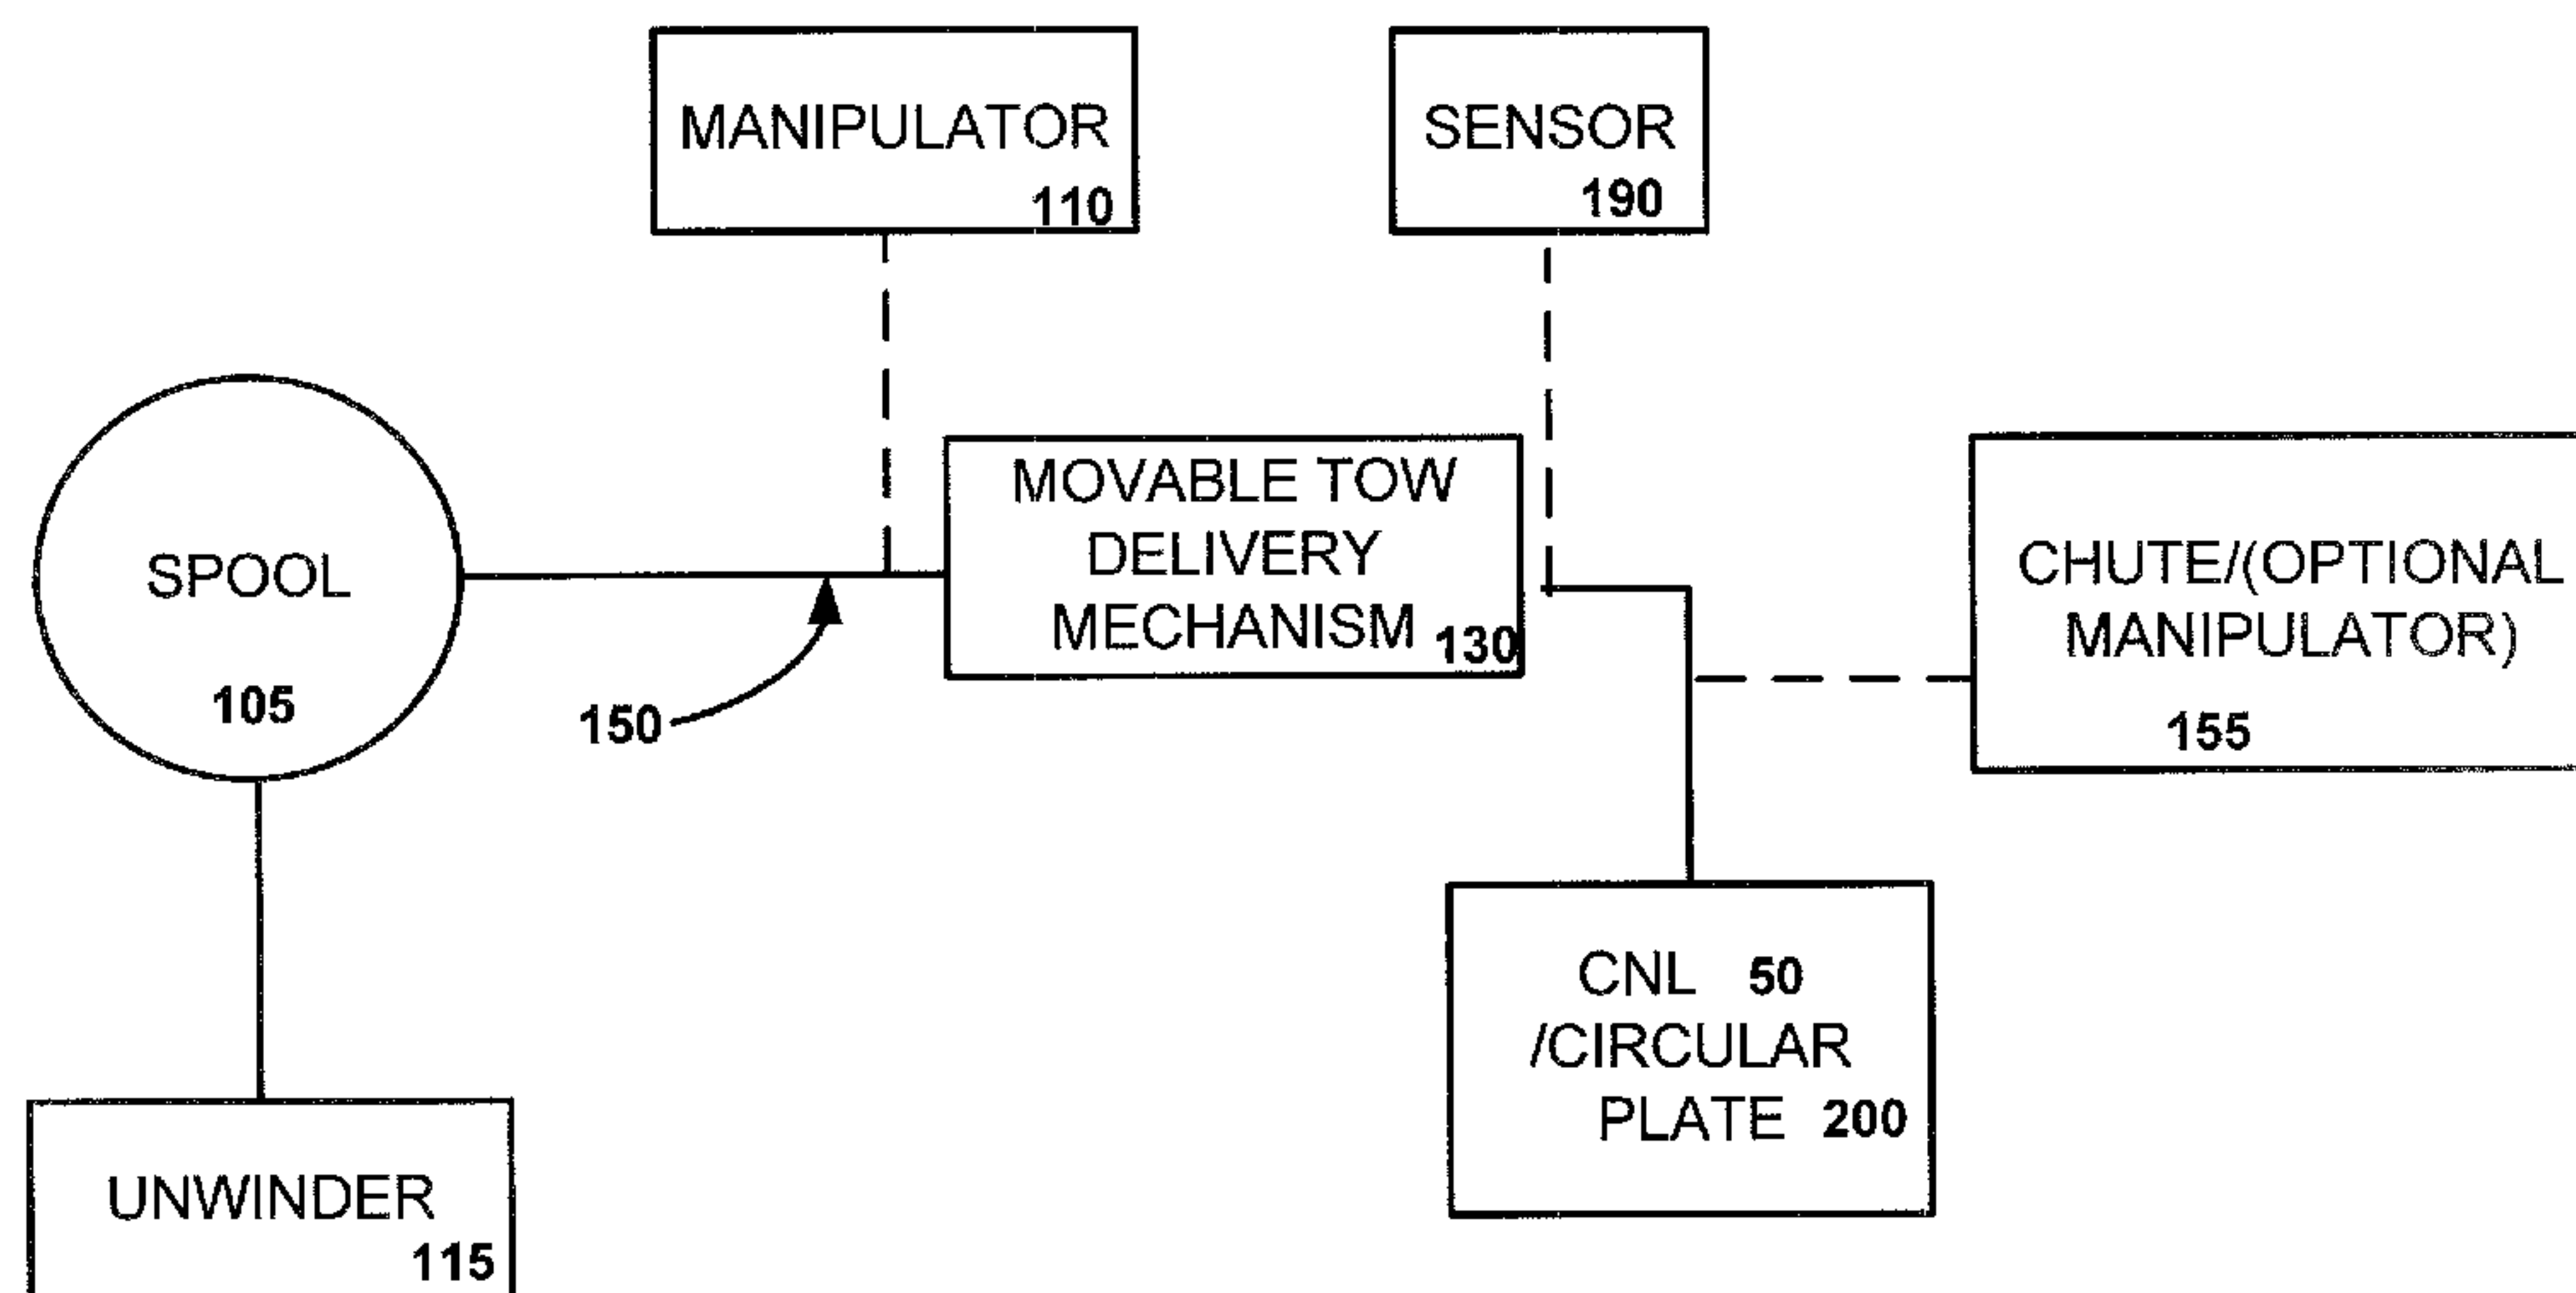 MANIPULATOR
110
SENSOR
190
SPOOL
105
150
MOVABLE TOW
DELIVERY
MECHANISM 130
CHUTE/(OPTIONAL
MANIPULATOR)
155
CNL 50
/CIRCULAR
PLATE 200
UNWINDER
115